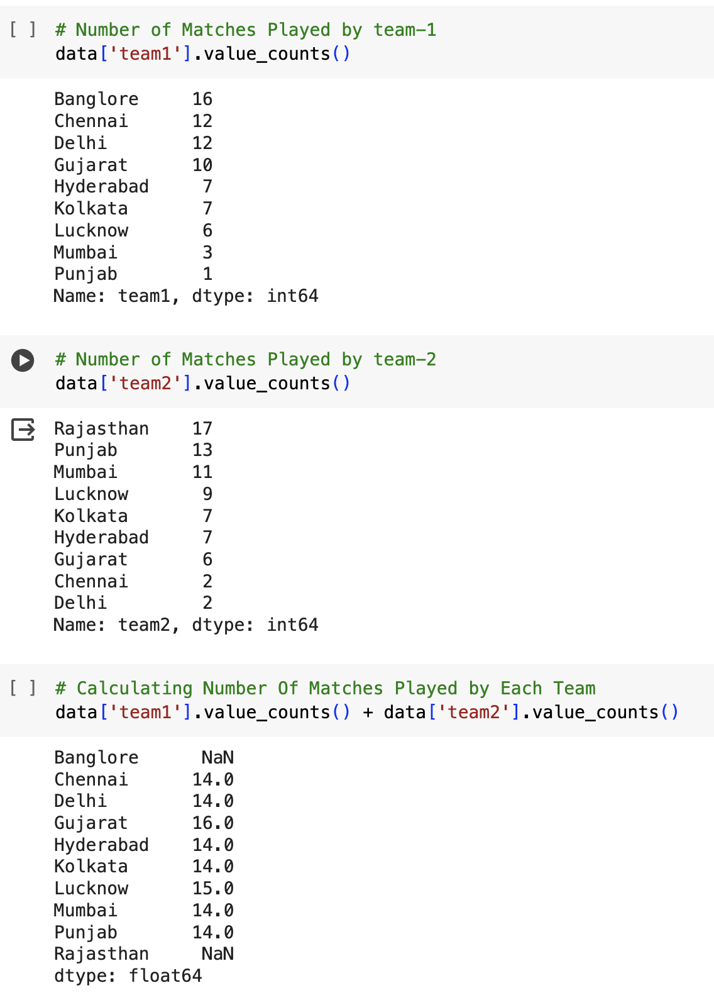 [ ] # Number of Matches Played by team-1
data['team1'].value_counts()
Banglore 16
Chennai 12
Delhi 12
Gujarat 10
Hyderabad 7
Kolkata 7
Lucknow 6
Mumbai 3
Punjab 1
Name: team1, dtype: int64
# Number of Matches Played by team-2
data['team2'].value_counts()
Rajasthan 17
Punjab 13
Mumbai 11
Lucknow 9
Kolkata 7
Hyderabad 7
Gujarat 6
Chennai 2
Delhi 2
Name: team2, dtype: int64
[ ] # Calculating Number Of Matches Played by Each Team
data['team1'].value_counts() + data['team2'].value_counts()
Banglore NaN
Chennai 14.0
Delhi 14.0
Gujarat 16.0
Hyderabad 14.0
Kolkata 14.0
Lucknow 15.0
Mumbai 14.0
Punjab 14.0
Rajasthan NaN
dtype: float64